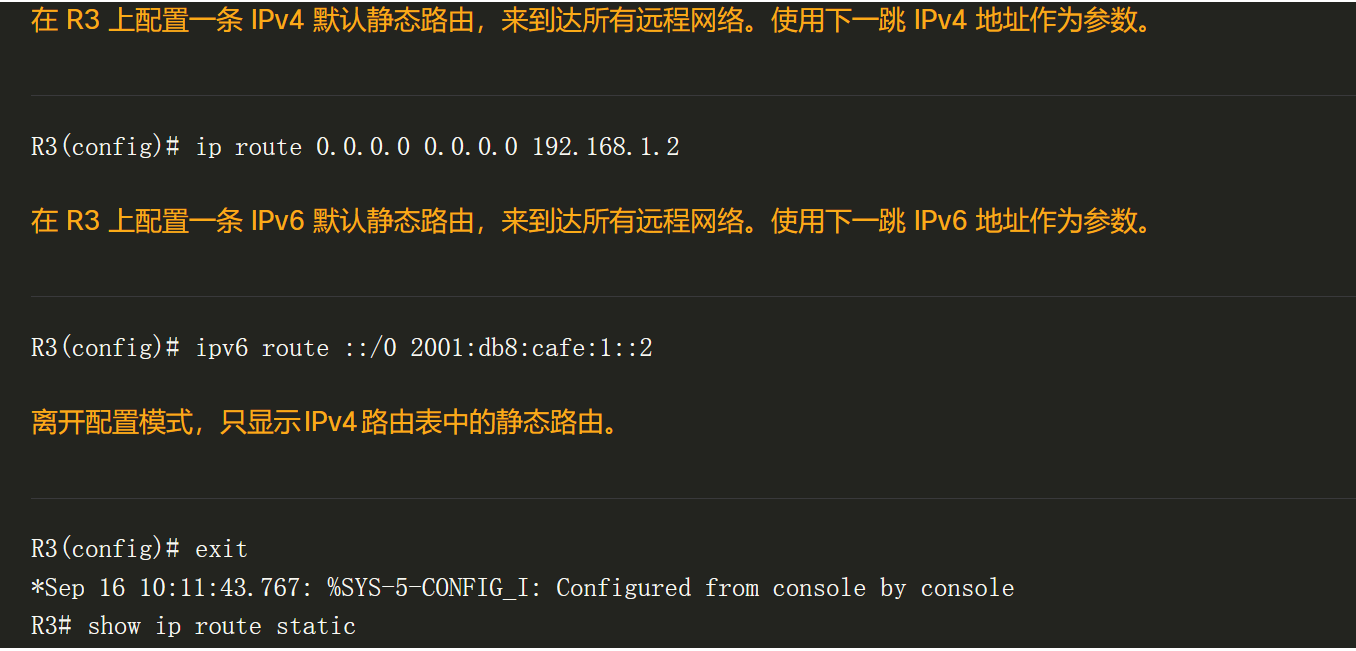 在 R3 上配置一条 IPv4 默认静态路由，来到达所有远程网络。使用下一跳 IPv4 地址作为参数。
R3(config)# ip route 0.0.0.0 0.0.0.0 192.168.1.2
在 R3 上配置一条 IPv6 默认静态路由，来到达所有远程网络。使用下一跳 IPv6 地址作为参数。
R3(config)# ipv6 route ::/0 2001:db8:cafe:1::2
离开配置模式，只显示IPv4路由表中的静态路由。
R3(config)# exit
*Sep 16 10:11:43.767: %SYS-5-CONFIG_I: Configured from console by console
R3# show ip route static